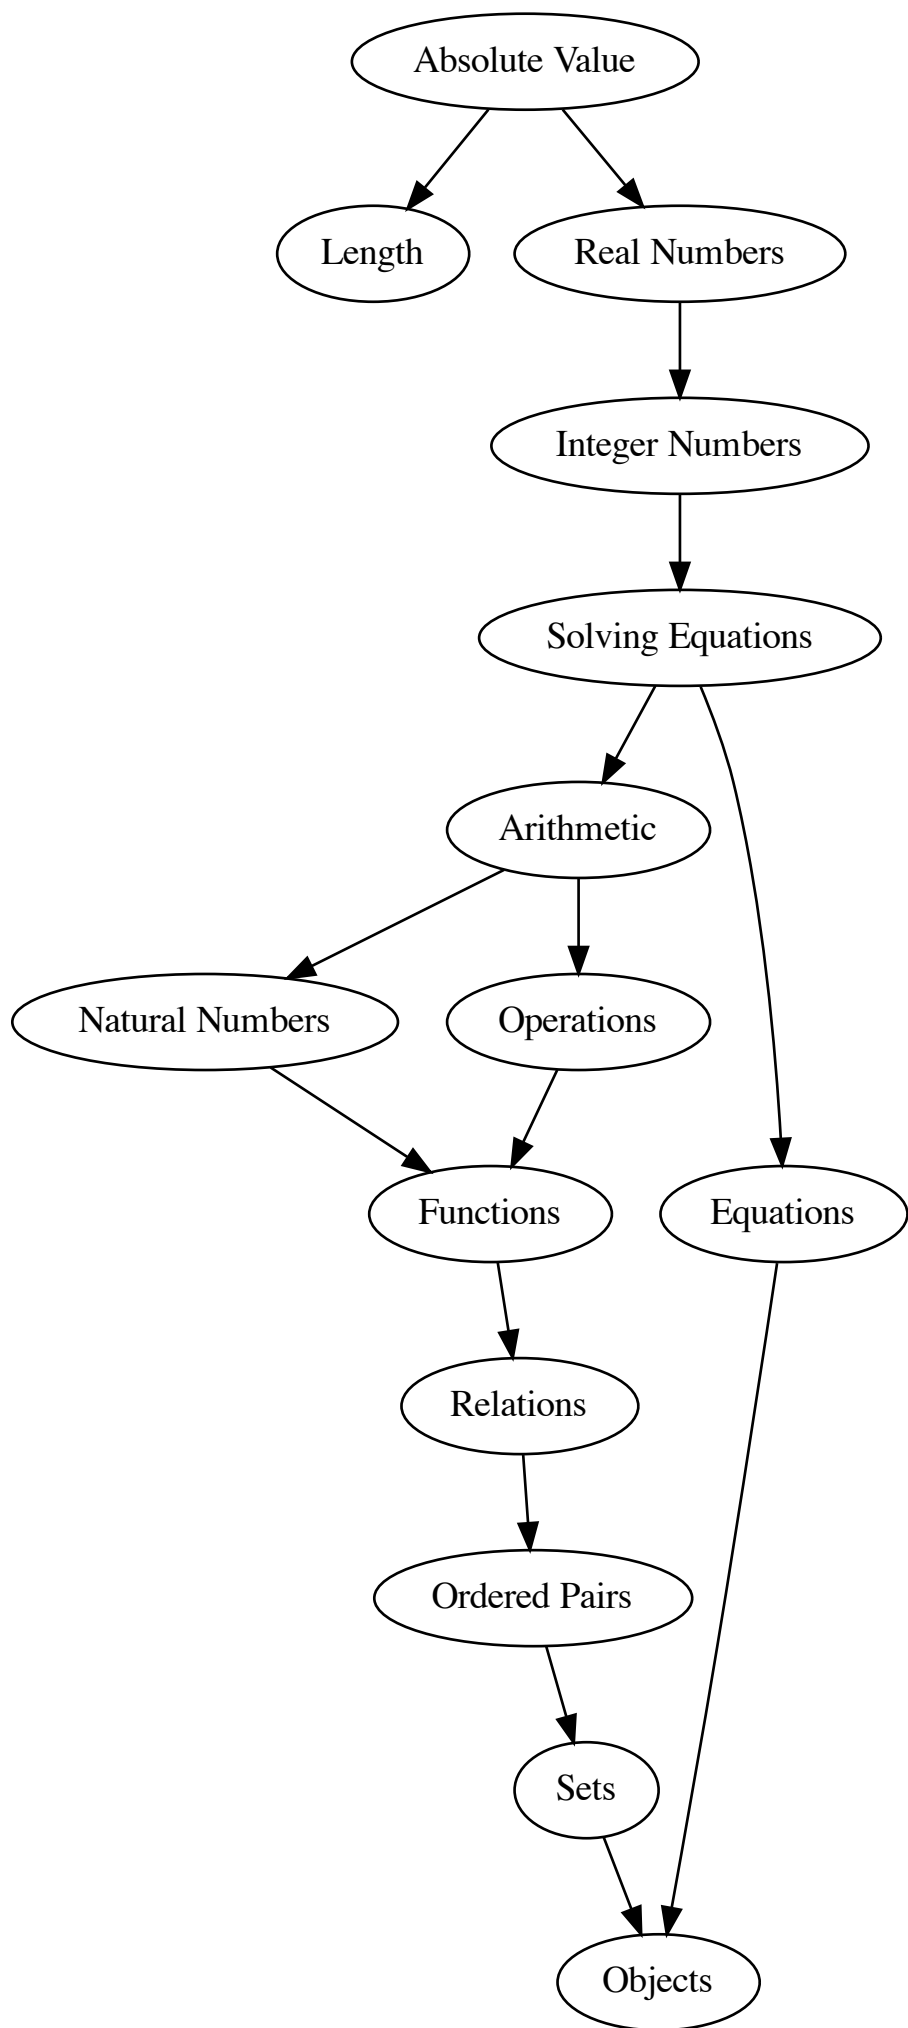 Absolute Value
Length
Real Numbers
Integer Numbers
Solving Equations
Arithmetic
Natural Numbers
Operations
Functions
Equations
Relations
Ordered Pairs
Sets
Objects